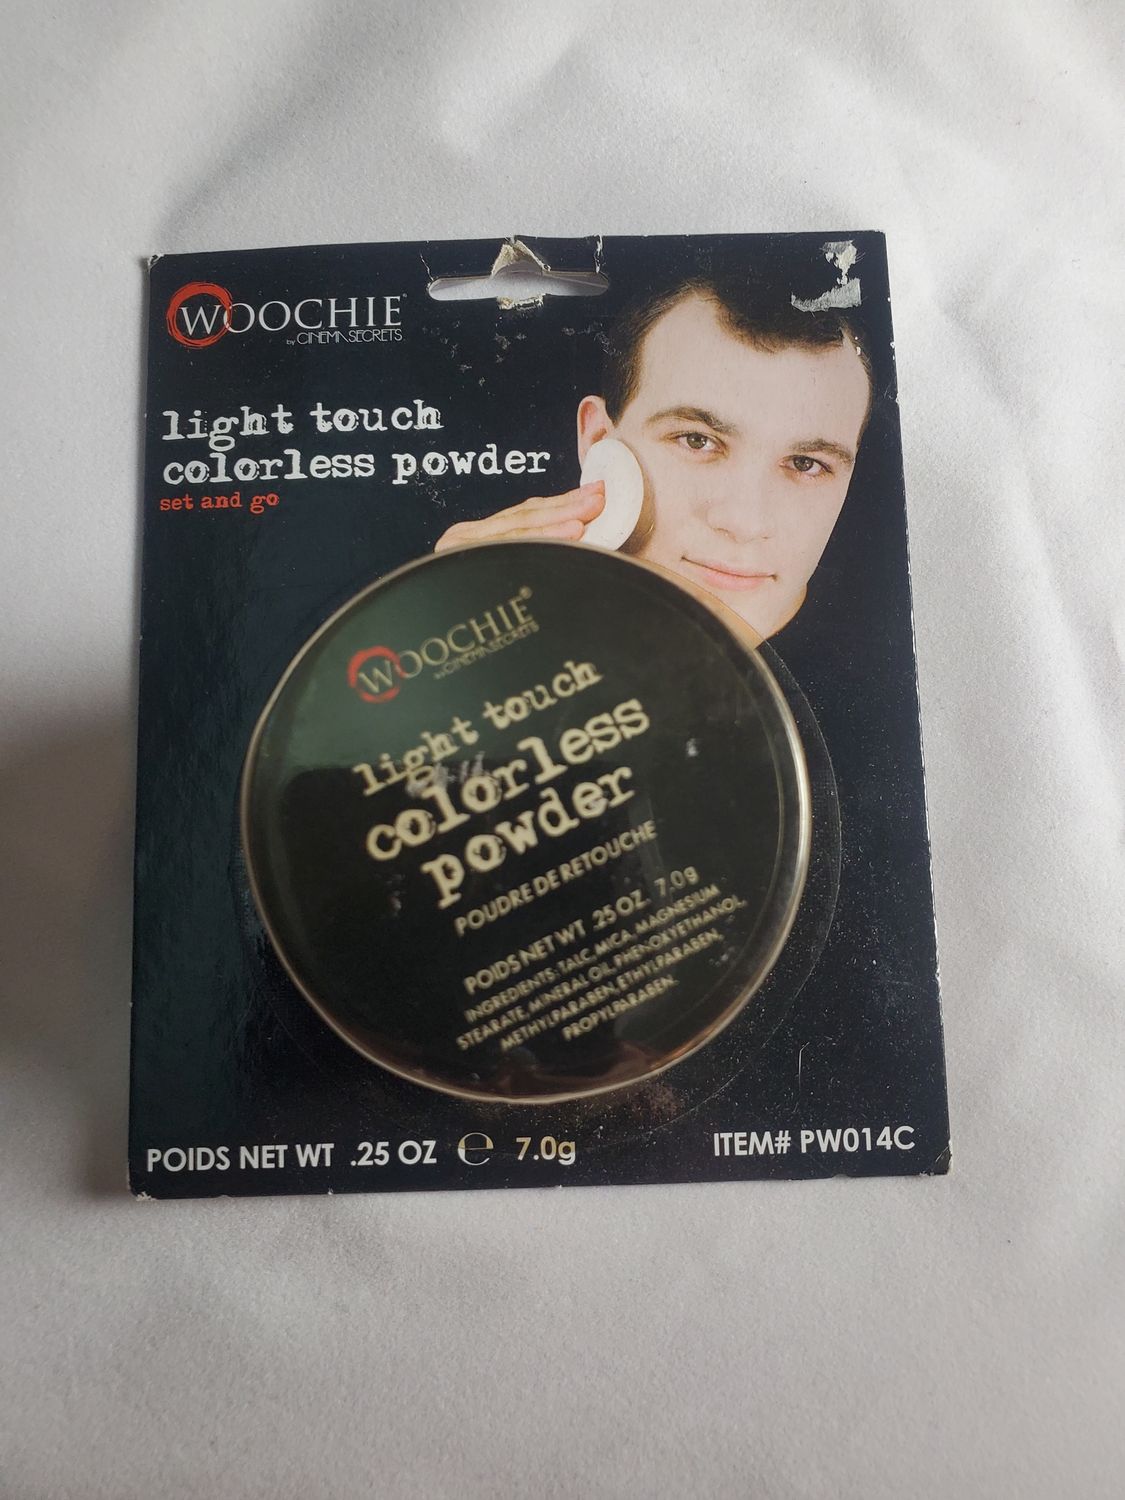 WOOCHIE
by CINEMA SECRETS
light touch
colorless powder
set and go
WOOCHIE®
BY CINEMA SECRETS
light touch
colorless
powder
POUDRE DE RETOUCHE
POIDS NET WT .25 OZ. 7.0g
INGREDIENTS: TALC, MICA, MAGNESIUM
STEARATE, MINERAL OIL, PHENOXYETHANOL,
METHYLPARABEN, ETHYLPARABEN,
PROPYLPARABEN.
POIDS NET WT .25 OZ ℮ 7.0g
ITEM# PW014C